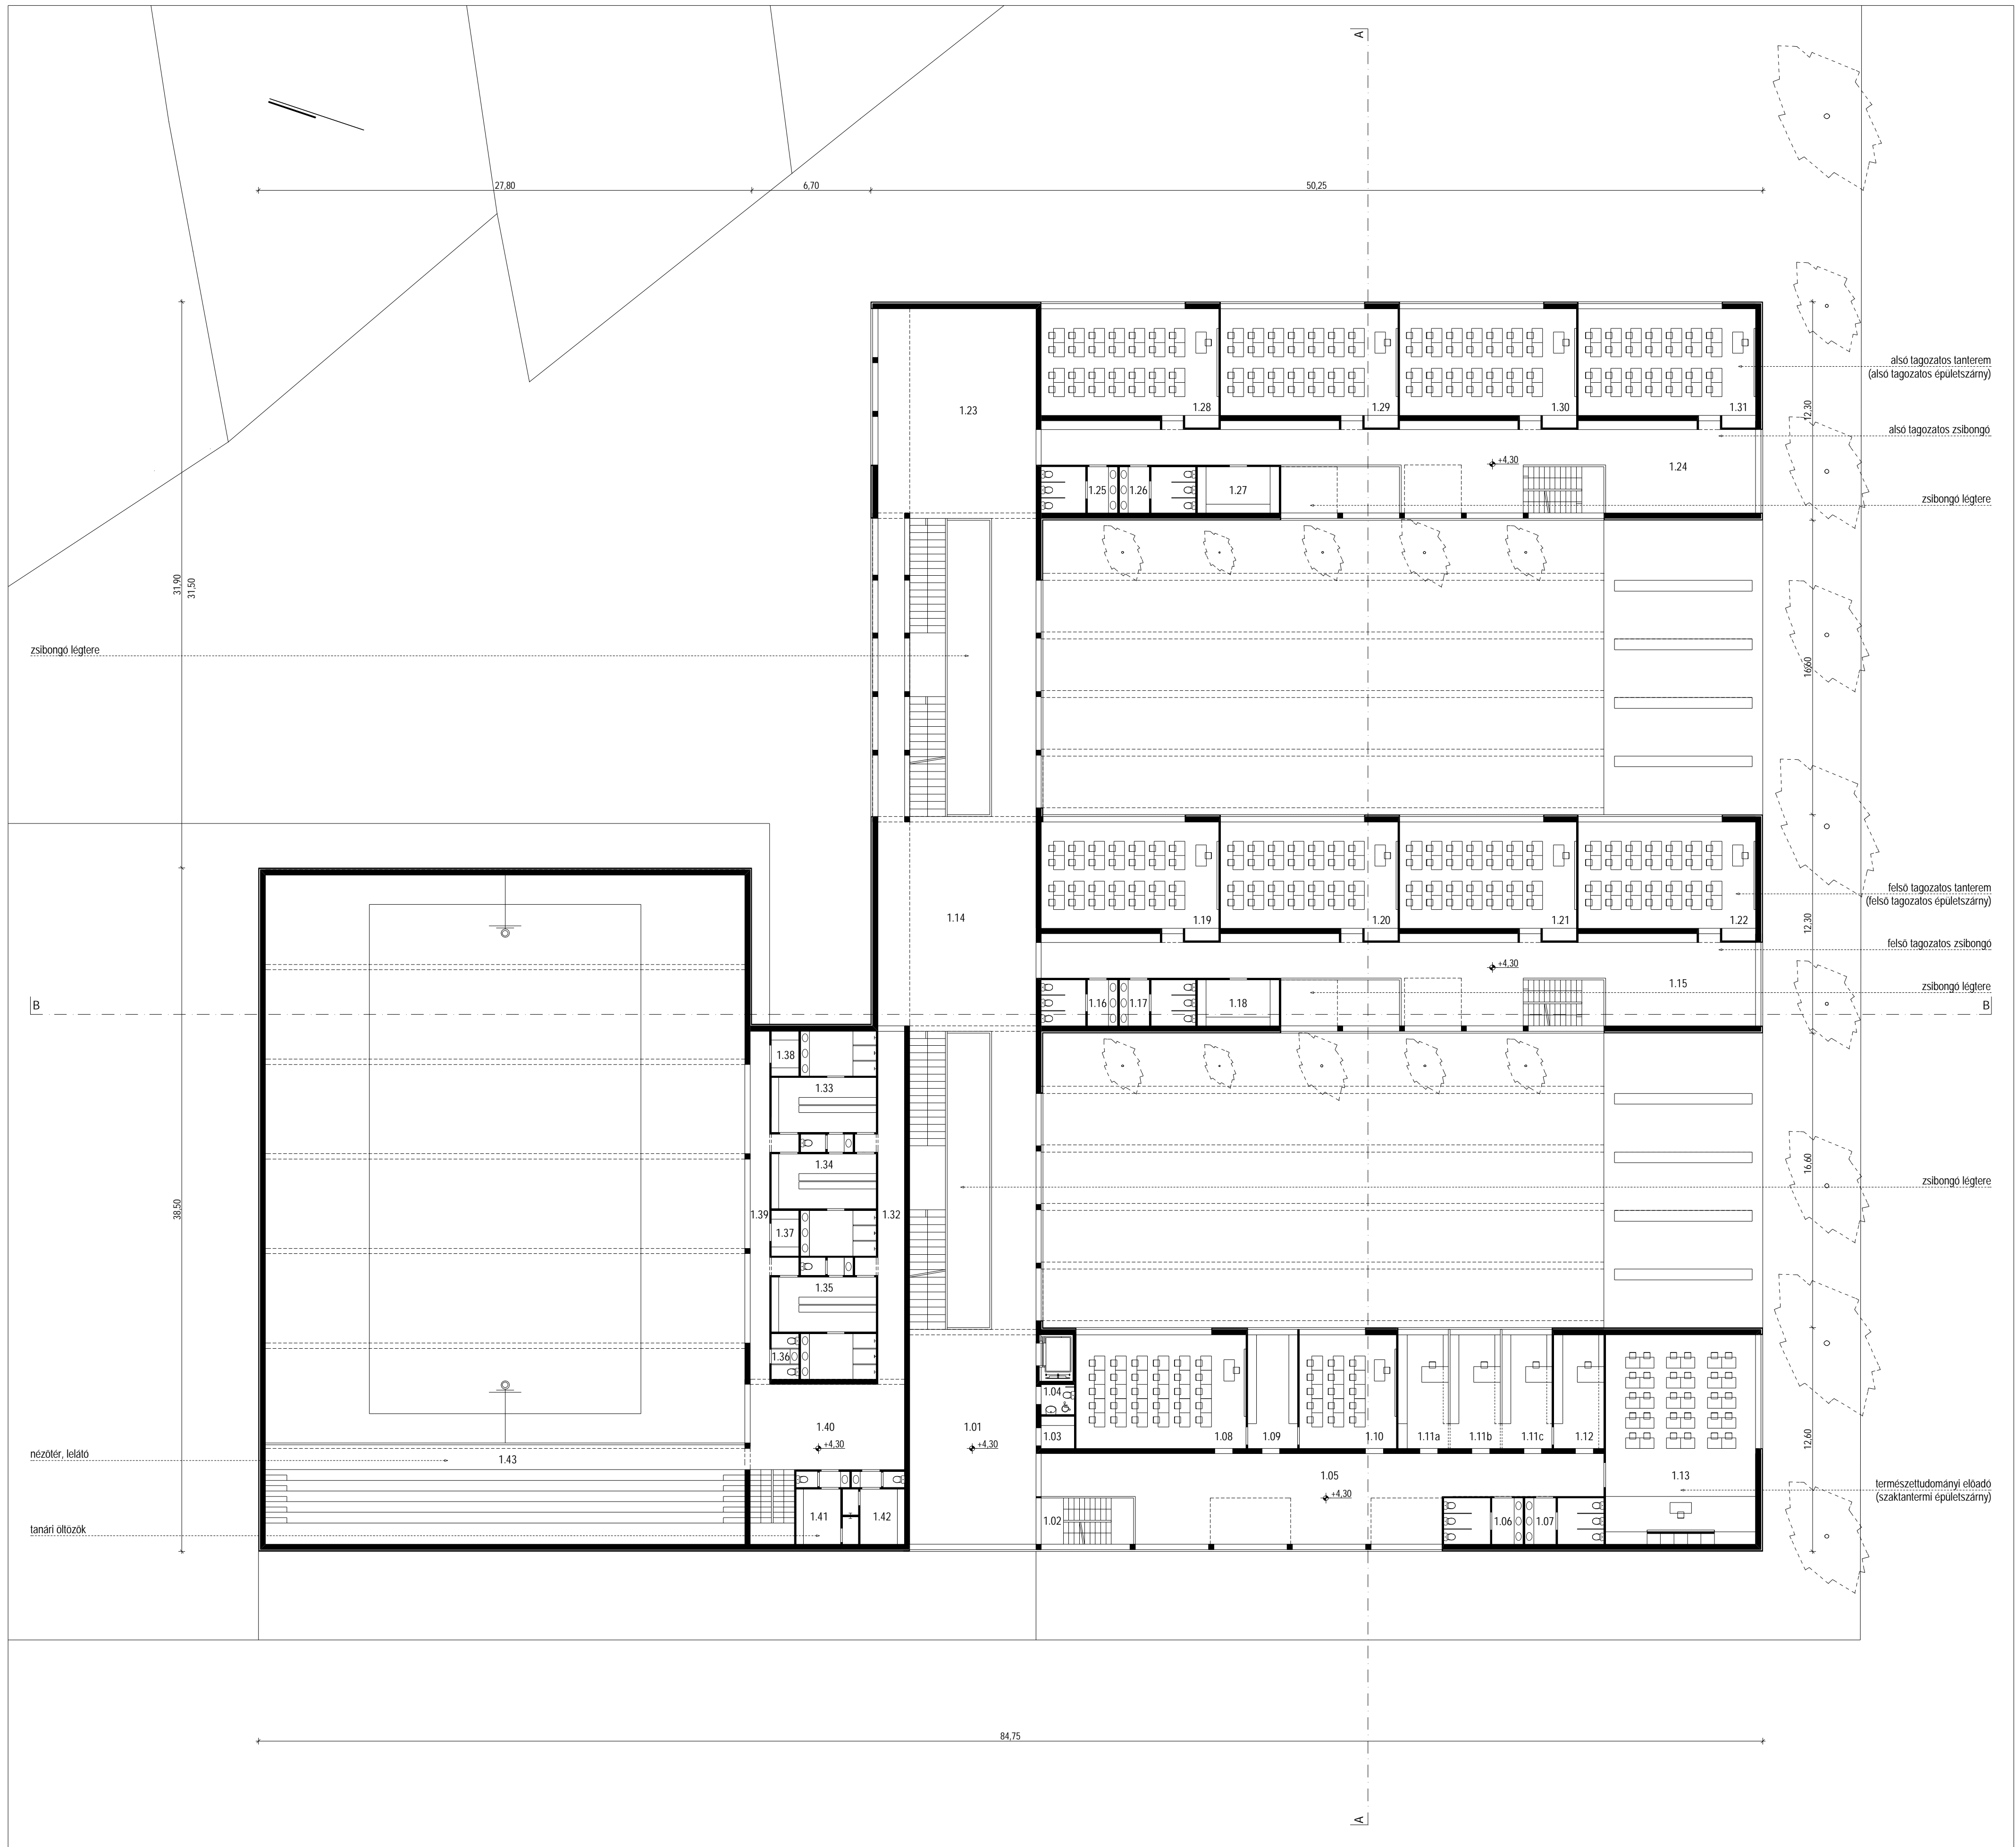 A
27,80
6,70
50,25
alsó tagozatos tanterem
(alsó tagozatos épületszárny)
1.28
1.29
1.30
1.31
12,30
1.23
alsó tagozatos zsibongó
+4,30
1.24
1.25
1.26
1.27
zsibongó légtere
31,90
31,50
zsibongó légtere
16,60
felső tagozatos tanterem
(felső tagozatos épületszárny)
1.14
1.19
1.20
1.21
1.22
12,30
felső tagozatos zsibongó
+4,30
1.15
zsibongó légtere
1.16
1.17
1.18
B
B
1.38
1.33
1.34
16,60
zsibongó légtere
38,50
1.39
1.37
1.32
1.35
1.36
1.04
1.40
1.01
1.03
1.08
1.09
1.10
1.11a
1.11b
1.11c
1.12
12,60
+4,30
+4,30
nézőtér, lelátó
1.43
1.05
1.13
természettudományi előadó
(szaktantermi épületszárny)
+4,30
1.41
1.42
1.02
1.06
1.07
tanári öltözők
84,75
A